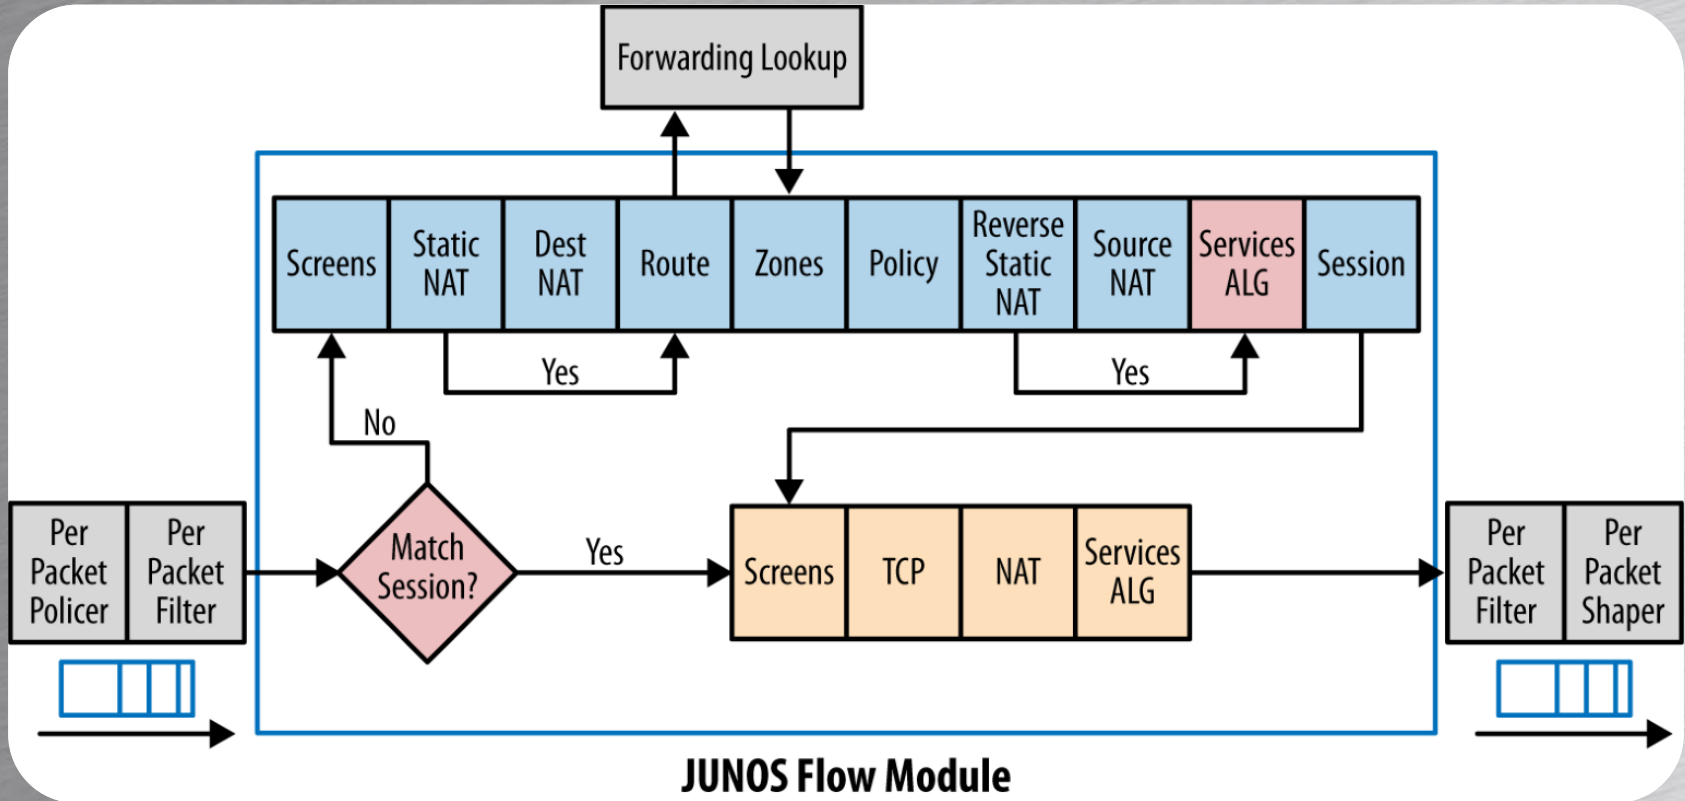 Forwarding Lookup
Screens
Static
NAT
Dest
NAT
Route
Zones
Policy
Reverse
Static
NAT
Source
NAT
Services
ALG
Session
Yes
Yes
No
Per
Packet
Policer
Per
Packet
Filter
Match
Session?
Yes
Screens
TCP
NAT
Services
ALG
Per
Packet
Filter
Per
Packet
Shaper
JUNOS Flow Module